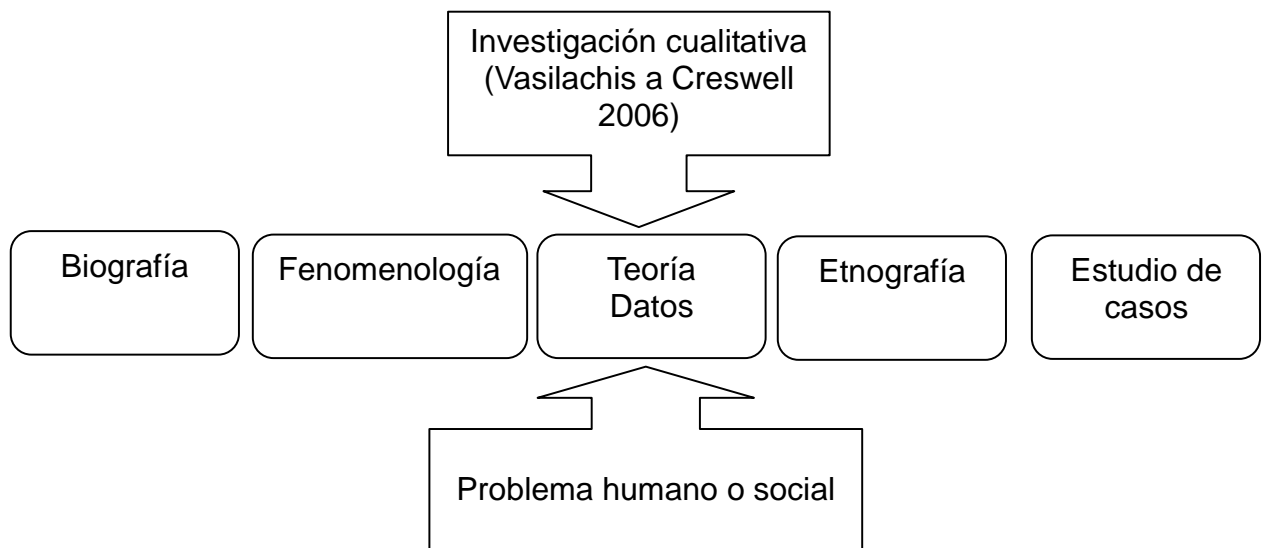 Investigación cualitativa
(Vasilachis a Creswell
2006)
Biografía
Fenomenología
Teoría
Datos
Etnografía
Estudio de
casos
Problema humano o social